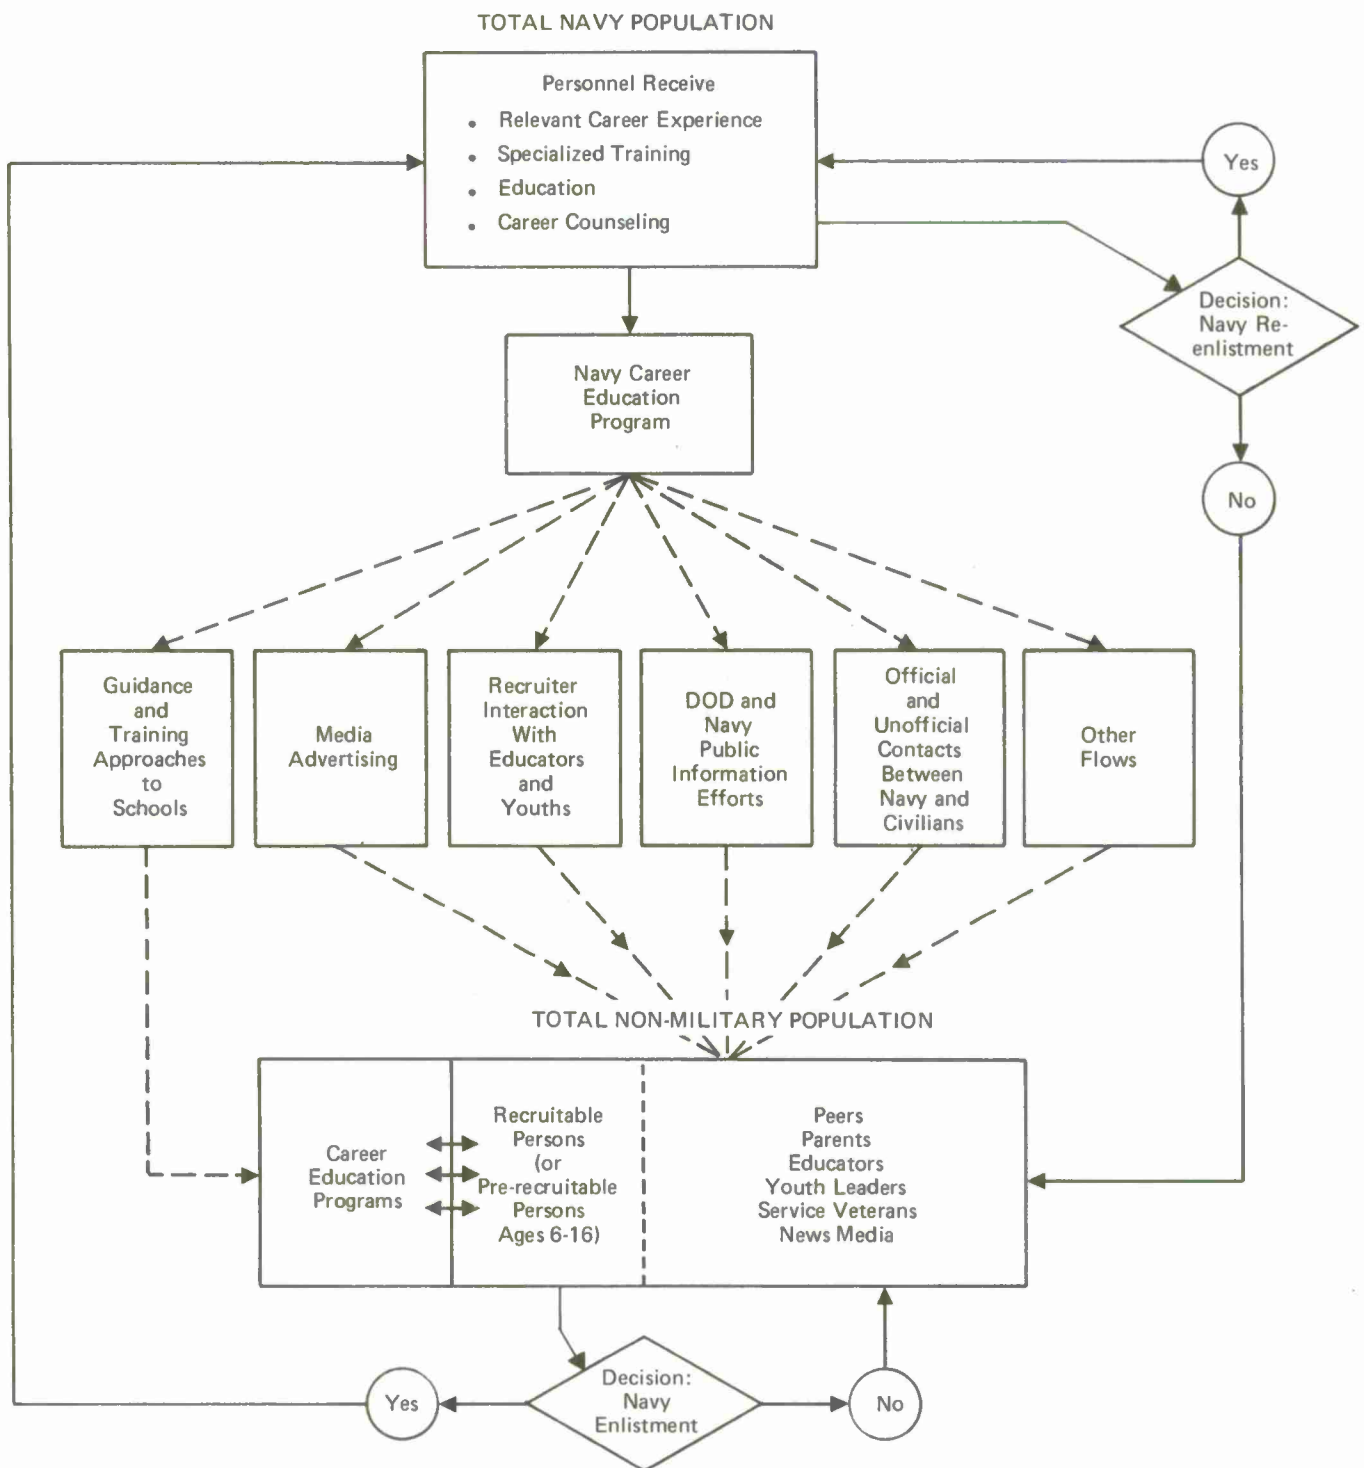 TOTAL NAVY POPULATION
Personnel Receive
• Relevant Career Experience
• Specialized Training
• Education
• Career Counseling
Yes
Decision:
Navy Re-
enlistment
No
Navy Career
Education
Program
Guidance
and
Training
Approaches
to
Schools
Media
Advertising
Recruiter
Interaction
With
Educators
and
Youths
DOD and
Navy
Public
Information
Efforts
Official
and
Unofficial
Contacts
Between
Navy and
Civilians
Other
Flows
TOTAL NON-MILITARY POPULATION
Career
Education
Programs
Recruitable
Persons
(or
Pre-recruitable
Persons
Ages 6-16)
Peers
Parents
Educators
Youth Leaders
Service Veterans
News Media
Yes
Decision:
Navy
Enlistment
No